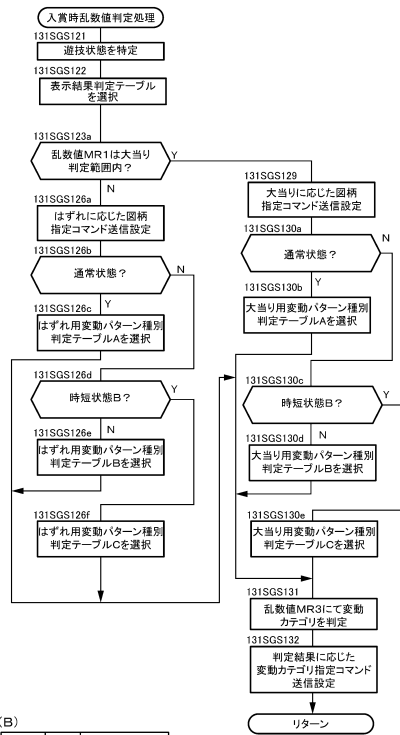 入賞時乱数値判定処理
131SGS121
遊技状態を特定
131SGS122
表示結果判定テーブル
を選択
131SGS123a
乱数値MR1は大当り
判定範囲内?
Y
N
131SGS126a
はずれに応じた図柄
指定コマンド送信設定
131SGS126b
通常状態?
N
Y
131SGS126c
はずれ用変動パターン種別
判定テーブルAを選択
131SGS126d
時短状態B?
Y
N
131SGS126e
はずれ用変動パターン種別
判定テーブルBを選択
131SGS126f
はずれ用変動パターン種別
判定テーブルCを選択
131SGS129
大当りに応じた図柄
指定コマンド送信設定
131SGS130a
通常状態?
N
Y
131SGS130b
大当り用変動パターン種別
判定テーブルAを選択
131SGS130c
時短状態B?
Y
N
131SGS130d
大当り用変動パターン種別
判定テーブルBを選択
131SGS130e
大当り用変動パターン種別
判定テーブルCを選択
131SGS131
乱数値MR3にて変動
カテゴリを判定
131SGS132
判定結果に応じた
変動カテゴリ指定コマンド
送信設定
リターン
(B)